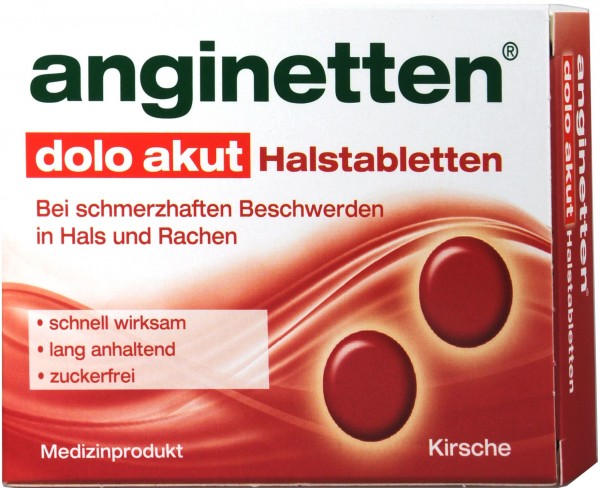 anginetten®
dolo akut Halstabletten
Bei schmerzhaften Beschwerden
in Hals und Rachen
• schnell wirksam
• lang anhaltend
• zuckerfrei
Medizinprodukt
Kirsche
anginetten®
dolo akut Halstabletten